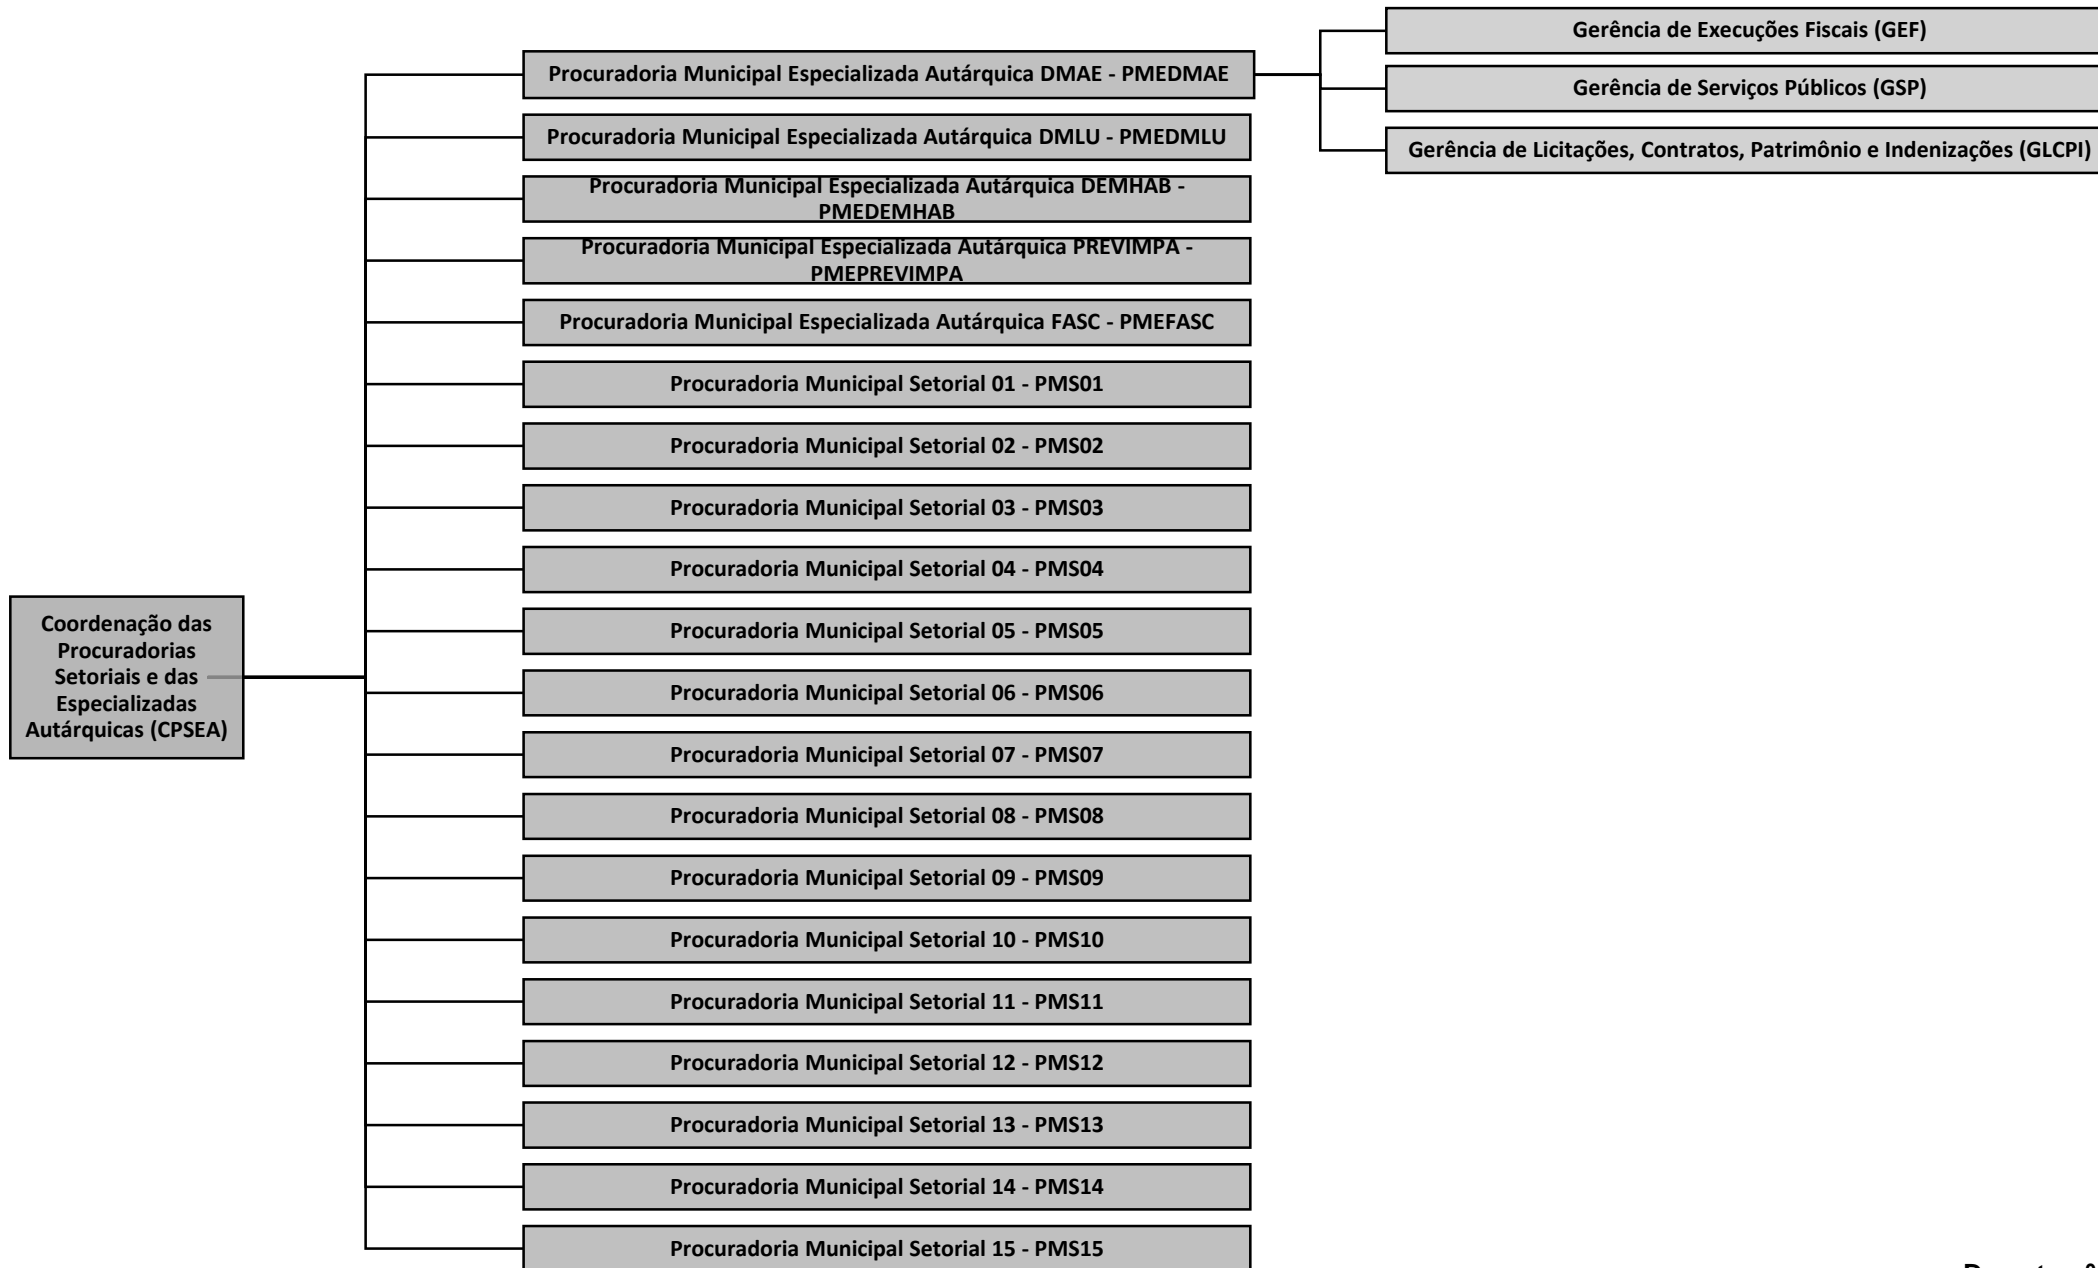 Gerência de Execuções Fiscais (GEF)
Procuradoria Municipal Especializada Autárquica DMAE - PMEDMAE
Gerência de Serviços Públicos (GSP)
Procuradoria Municipal Especializada Autárquica DMLU - PMEDMLU
Gerência de Licitações, Contratos, Patrimônio e Indenizações (GLCPI)
Procuradoria Municipal Especializada Autárquica DEMHAB -
PMEDEMHAB
Procuradoria Municipal Especializada Autárquica PREVIMPA -
PMEPREVIMPA
Procuradoria Municipal Especializada Autárquica FASC - PMEFASC
Procuradoria Municipal Setorial 01 - PMS01
Procuradoria Municipal Setorial 02 - PMS02
Procuradoria Municipal Setorial 03 - PMS03
Procuradoria Municipal Setorial 04 - PMS04
Coordenação das
Procuradorias
Setoriais e das
Especializadas
Autárquicas (CPSEA)
Procuradoria Municipal Setorial 05 - PMS05
Procuradoria Municipal Setorial 06 - PMS06
Procuradoria Municipal Setorial 07 - PMS07
Procuradoria Municipal Setorial 08 - PMS08
Procuradoria Municipal Setorial 09 - PMS09
Procuradoria Municipal Setorial 10 - PMS10
Procuradoria Municipal Setorial 11 - PMS11
Procuradoria Municipal Setorial 12 - PMS12
Procuradoria Municipal Setorial 13 - PMS13
Procuradoria Municipal Setorial 14 - PMS14
Procuradoria Municipal Setorial 15 - PMS15